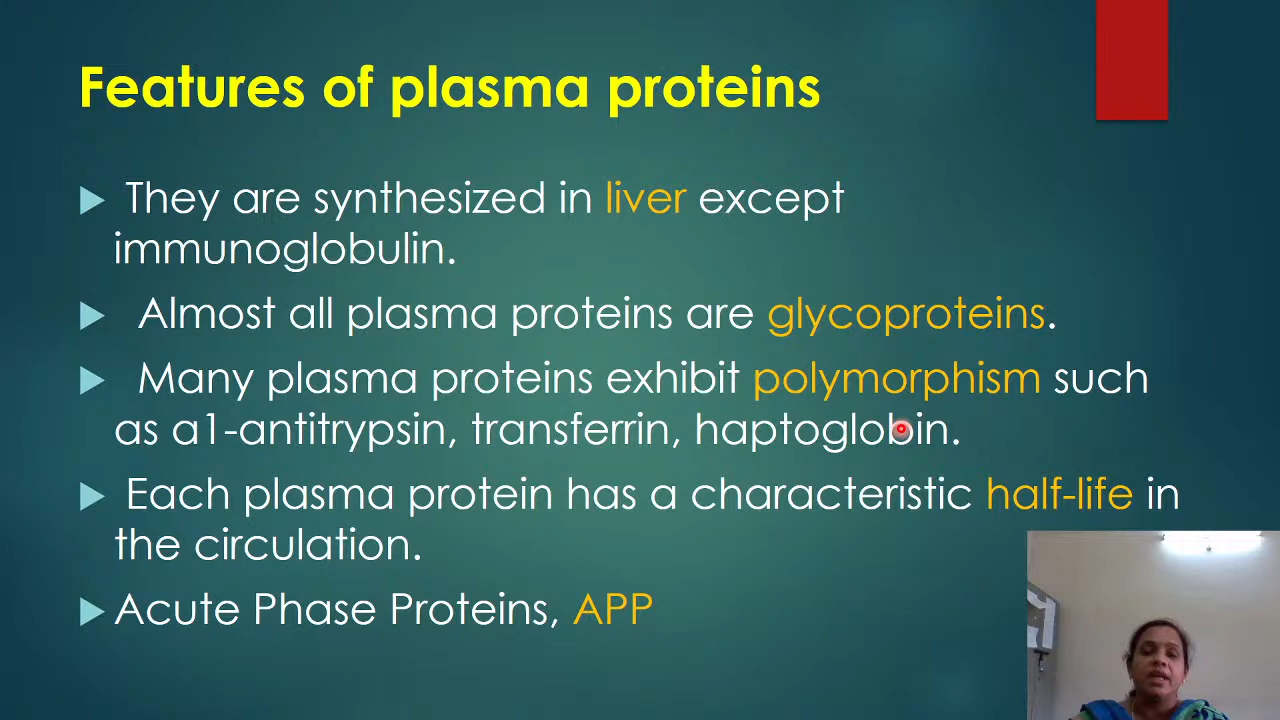 Features of plasma proteins
They are synthesized in liver except
immunoglobulin.
Almost all plasma proteins are glycoproteins.
Many plasma proteins exhibit polymorphism such
as a1-antitrypsin, transferrin, haptoglobin.
Each plasma protein has a characteristic half-life in
the circulation.
Acute Phase Proteins, APP